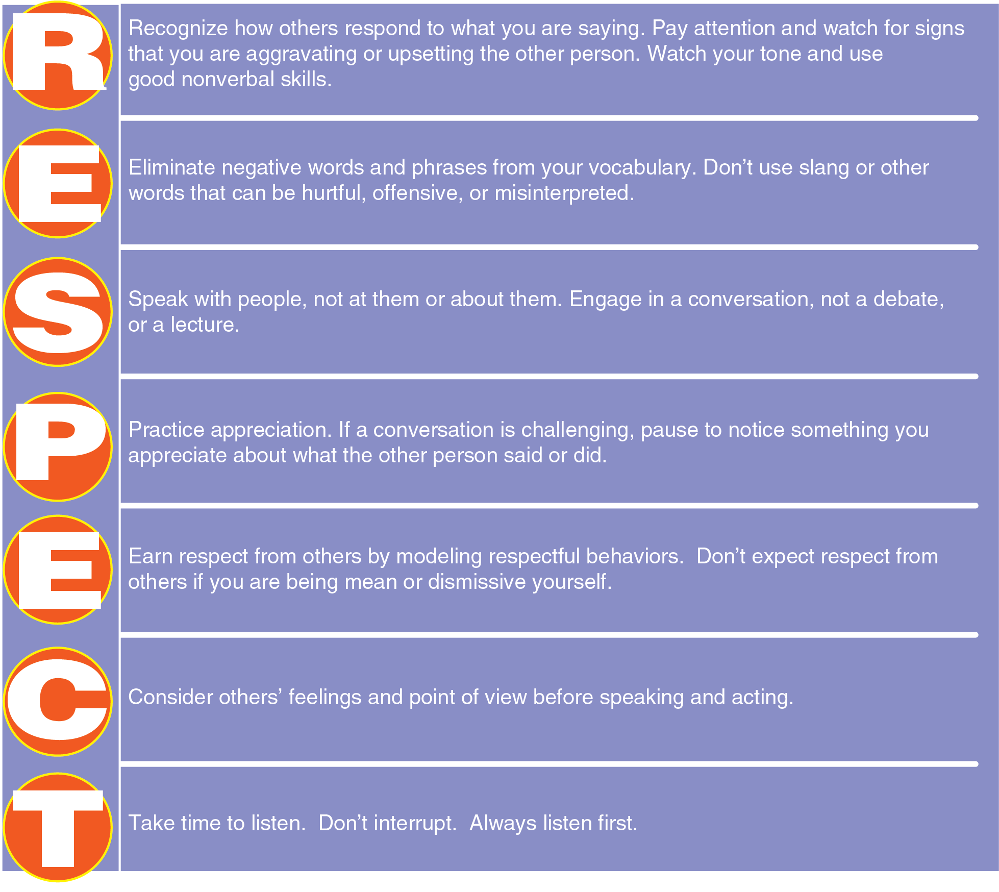 R
Recognize how others respond to what you are saying. Pay attention and watch for signs
that you are aggravating or upsetting the other person. Watch your tone and use
good nonverbal skills.
E
Eliminate negative words and phrases from your vocabulary. Don’t use slang or other
words that can be hurtful, offensive, or misinterpreted.
S
Speak with people, not at them or about them. Engage in a conversation, not a debate,
or a lecture.
P
Practice appreciation. If a conversation is challenging, pause to notice something you
appreciate about what the other person said or did.
E
Earn respect from others by modeling respectful behaviors.  Don’t expect respect from
others if you are being mean or dismissive yourself.
C
Consider others’ feelings and point of view before speaking and acting.
T
Take time to listen.  Don’t interrupt.  Always listen first.